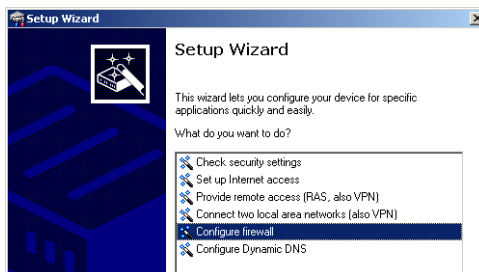 Setup Wizard
Setup Wizard
This wizard lets you configure your device for specific
applications quickly and easily.
What do you want to do?
Check security settings
Set up Internet access
Provide remote access (RAS, also VPN)
Connect two local area networks (also VPN)
Configure firewall
Configure Dynamic DNS